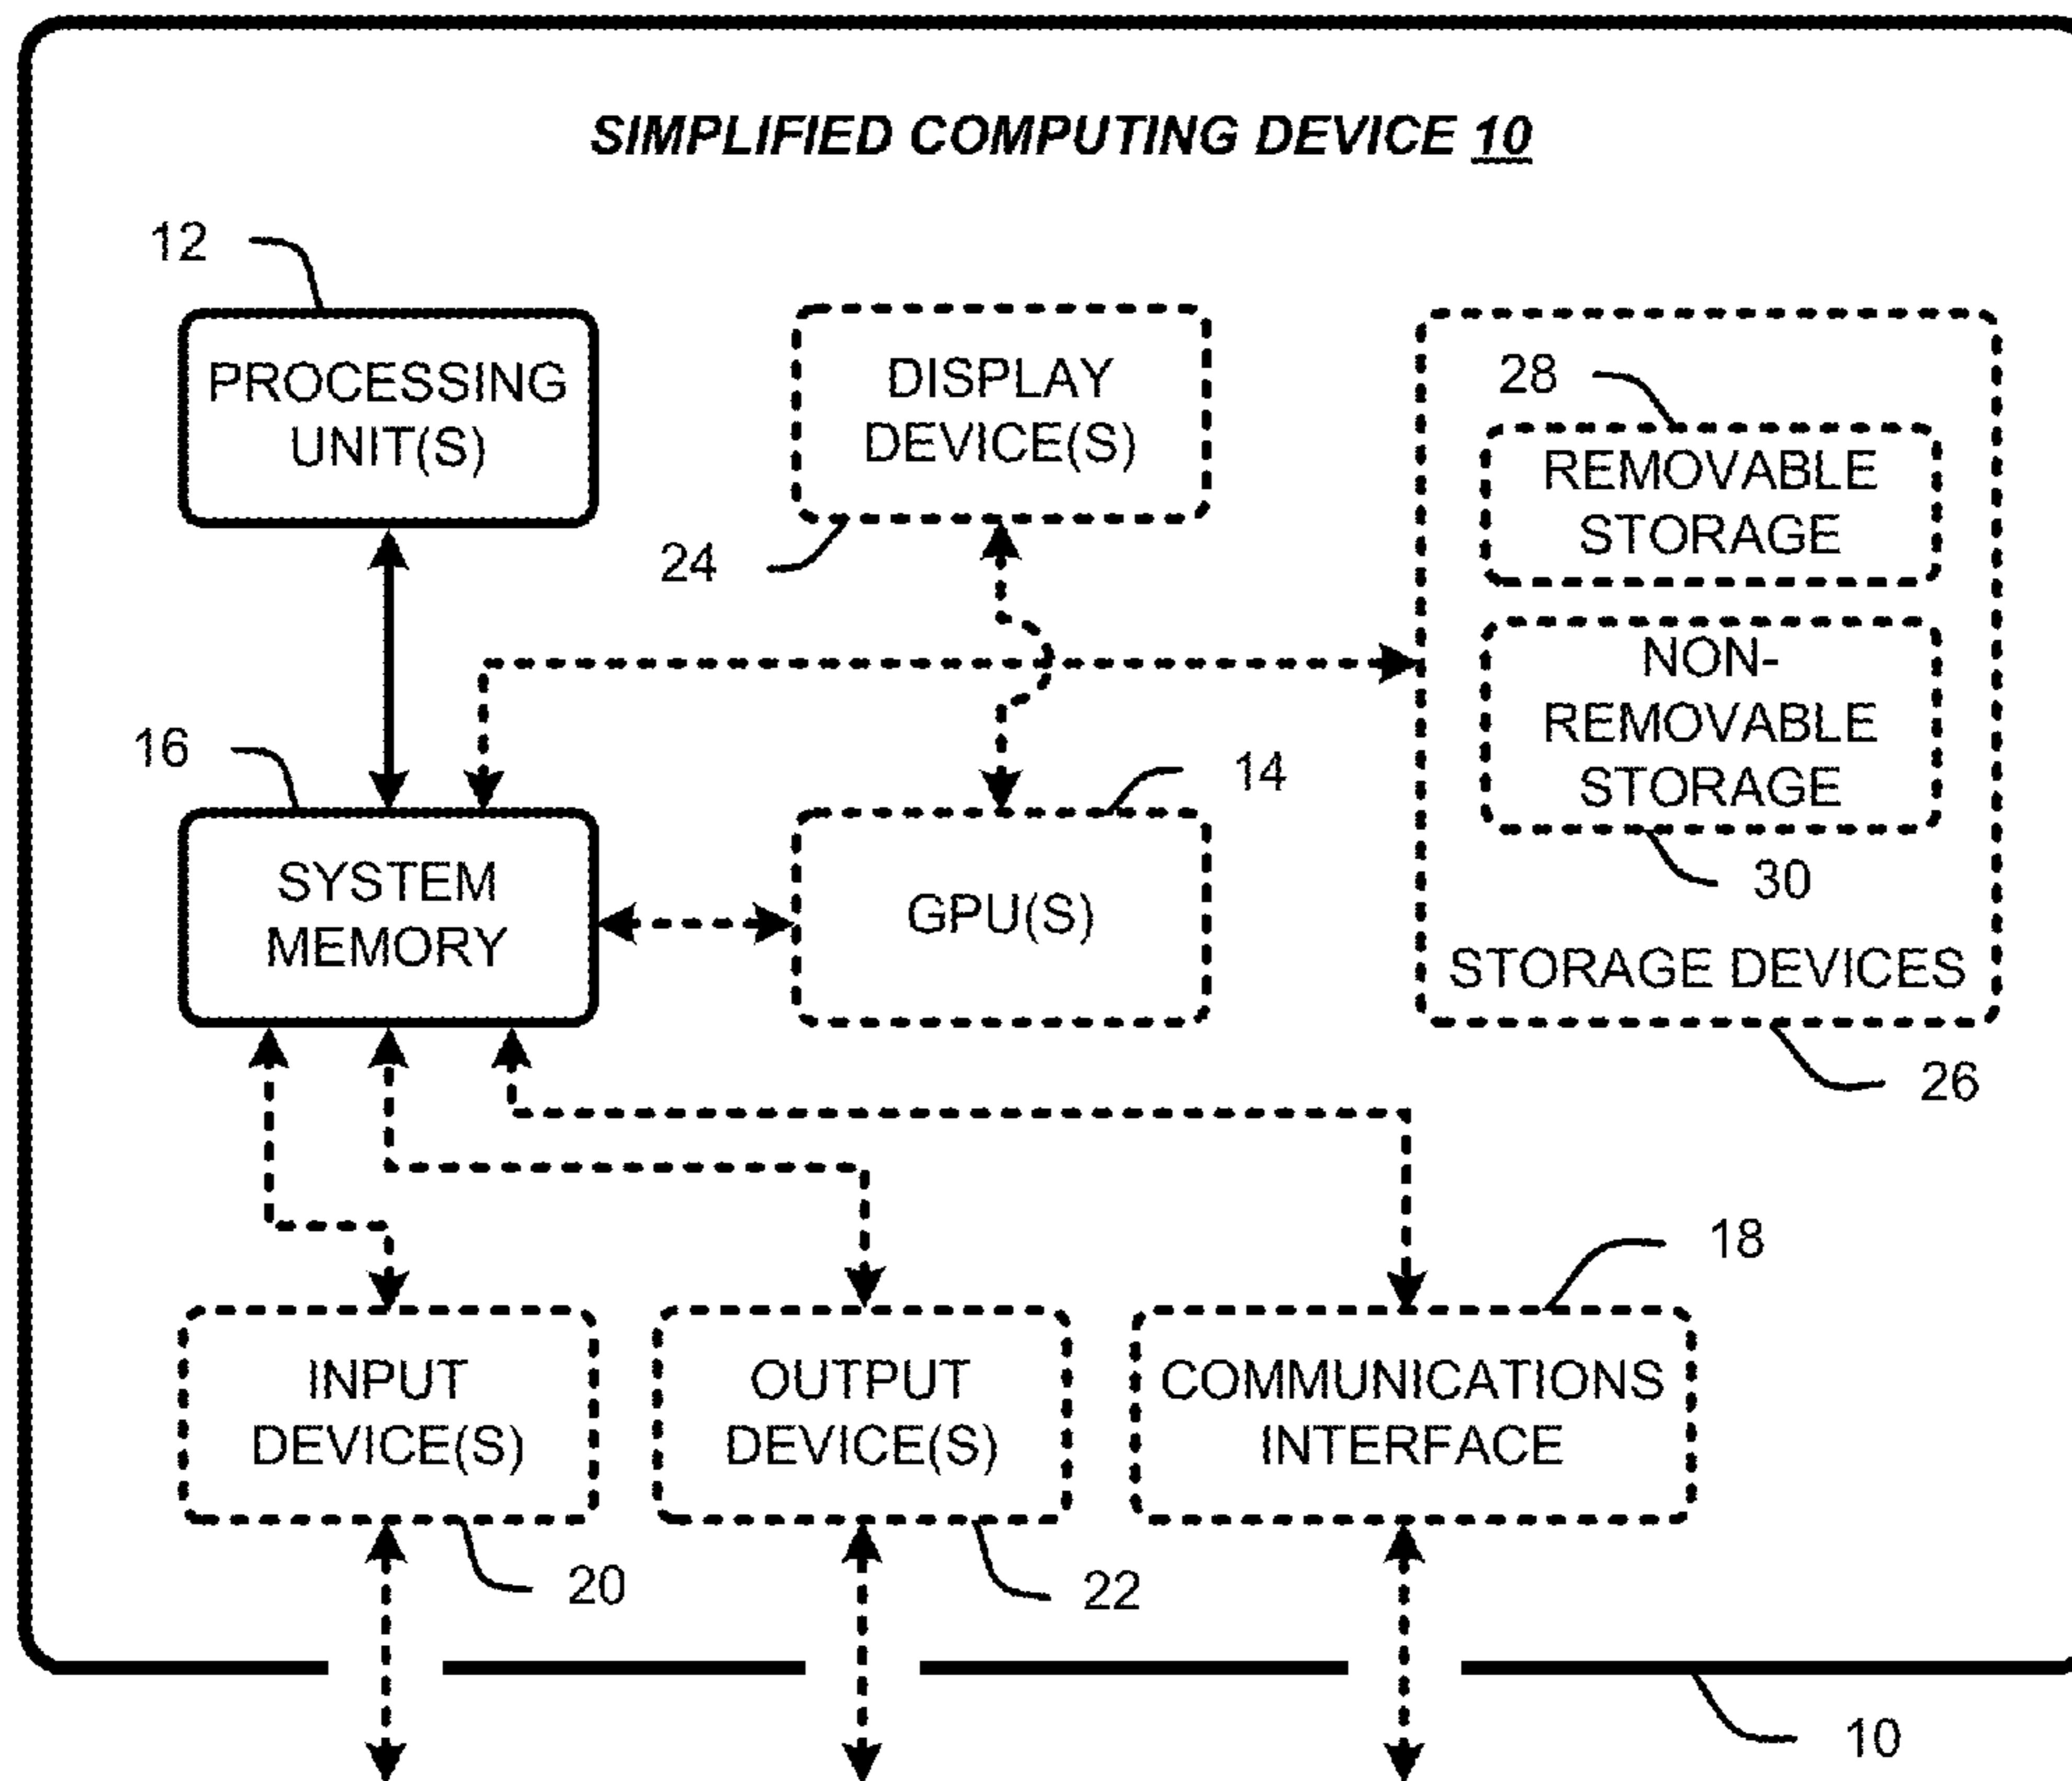 SIMPLIFIED COMPUTING DEVICE 10
12
PROCESSING
UNIT(S)
DISPLAY
DEVICE(S)
24
28
REMOVABLE
STORAGE
NON-
REMOVABLE
STORAGE
30
STORAGE DEVICES
26
16
SYSTEM
MEMORY
14
GPU(S)
18
INPUT
DEVICE(S)
20
OUTPUT
DEVICE(S)
22
COMMUNICATIONS
INTERFACE
10